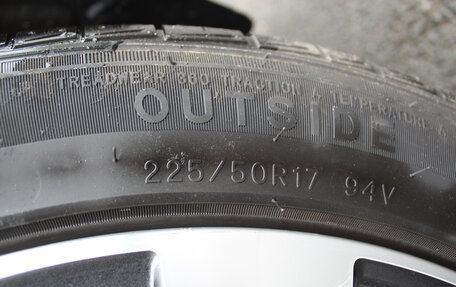 TREADWEAR 380 TRACTION A TEMPERATURE A
OUTSIDE
225/50R17 94V